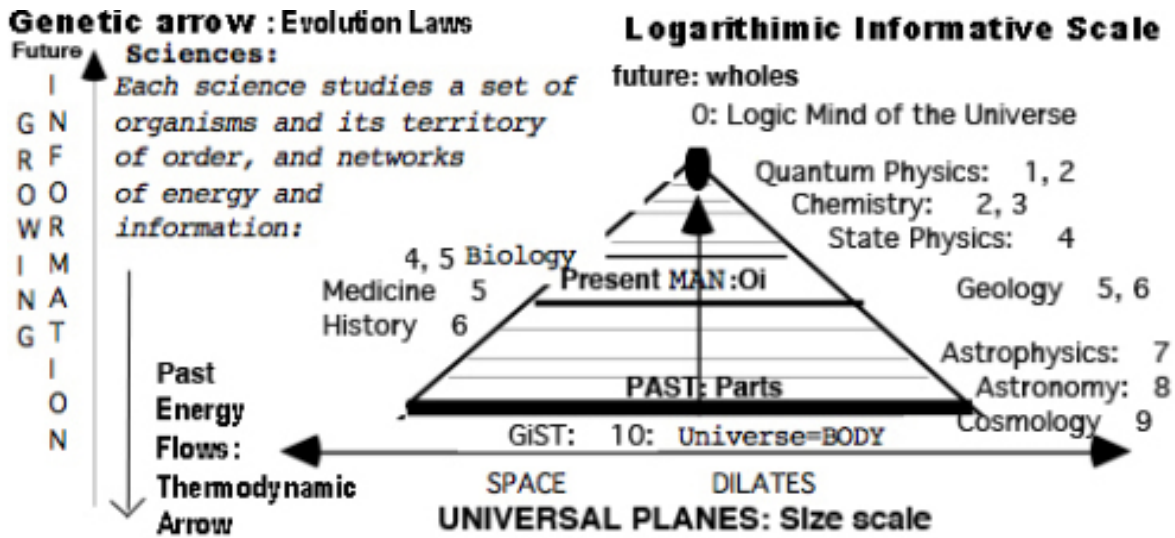 Genetic arrow : Evolution Laws
Logarithimic Informative Scale
Future
Sciences:
Each science studies a set of
organisms and its territory
of order, and networks
of energy and
information:
GROWING
INFORMATION
future: wholes
0: Logic Mind of the Universe
Quantum Physics: 1, 2
Chemistry: 2, 3
State Physics: 4
4, 5 Biology
Present MAN:Oi
Medicine 5
Geology 5, 6
History 6
Astrophysics: 7
PAST: Parts
Astronomy: 8
Cosmology 9
GiST: 10: Universe=BODY
Past
Energy
Flows:
Thermodynamic
Arrow
SPACE DILATES
UNIVERSAL PLANES: Size scale